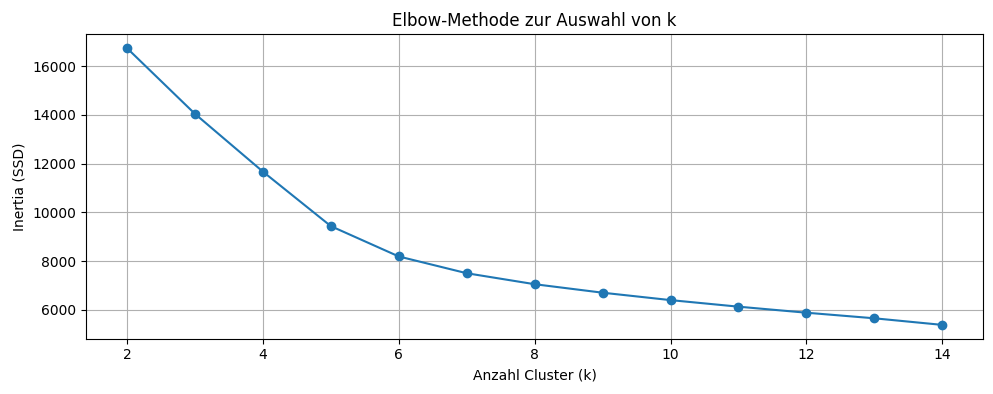 Elbow-Methode zur Auswahl von k
Inertia (SSD)
16000
14000
12000
10000
8000
6000
2 4 6 8 10 12 14
Anzahl Cluster (k)